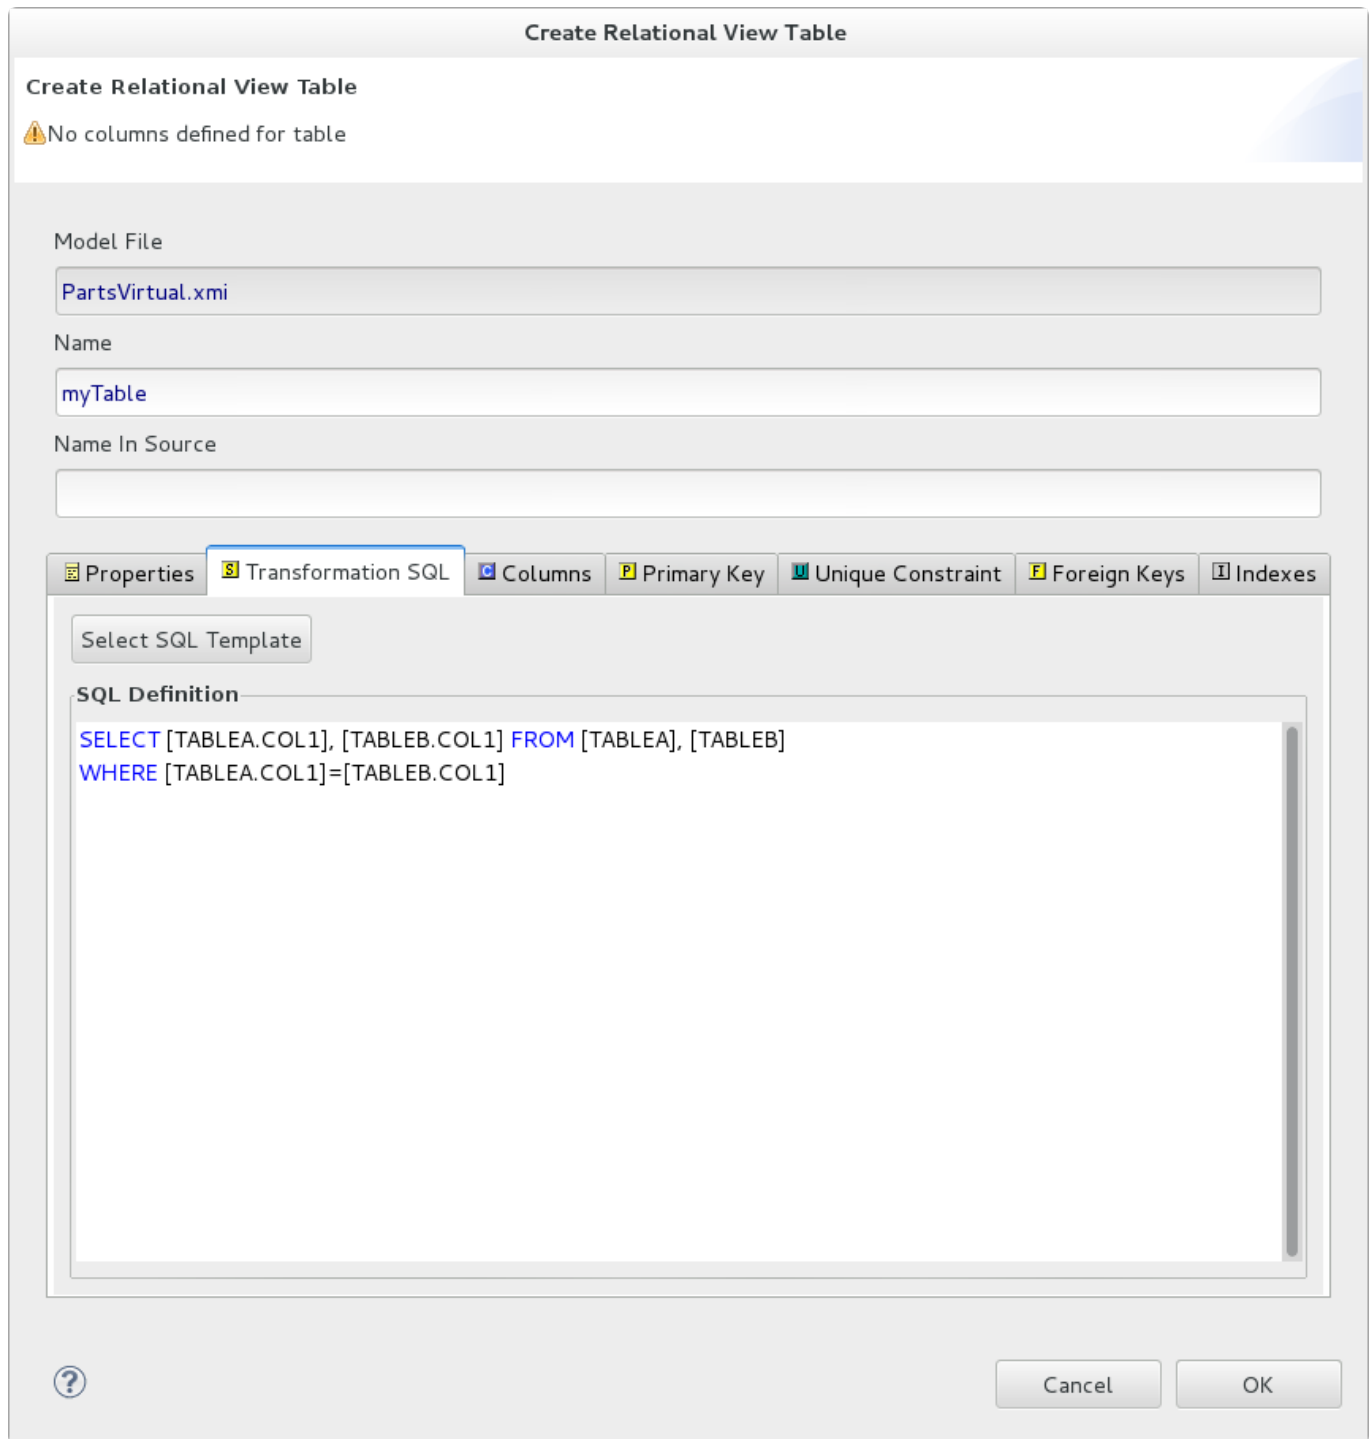 Create Relational View Table
Create Relational View Table
No columns defined for table
Model File
PartsVirtual.xmi
Name
myTable
Name In Source
Properties
S Transformation SQL
C Columns
P Primary Key
U Unique Constraint
F Foreign Keys
I Indexes
Select SQL Template
SQL Definition
SELECT [TABLEA.COL1], [TABLEB.COL1] FROM [TABLEA], [TABLEB]
WHERE [TABLEA.COL1]=[TABLEB.COL1]
?
Cancel
OK